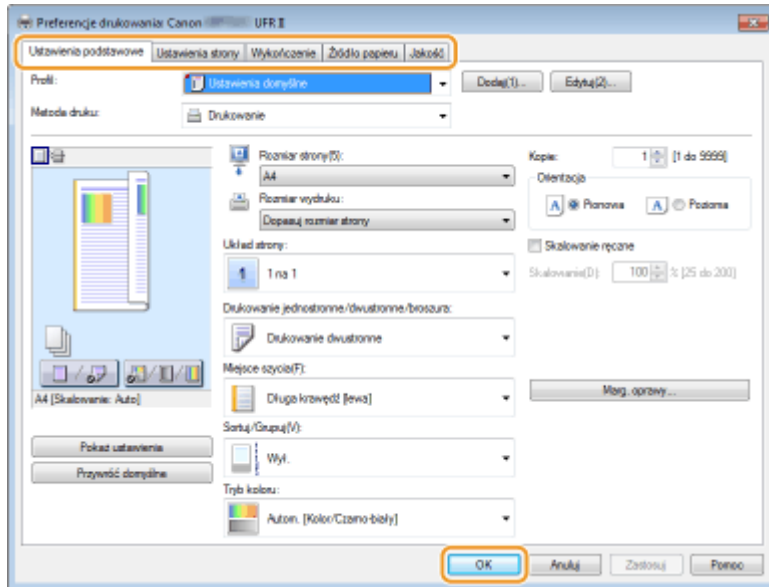 Preferencje drukowania: Canon UFR II
Ustawienia podstawowe Ustawienia strony Wykończenie Źródło papieru Jakość
Profil: Ustawienia domyślne Dodaj(1)... Edytuj(2)...
Metoda druku: Drukowanie
Rozmiar strony(5): Kopie: 1 [1 do 9999]
A4 Orientacja
Rozmiar wydruku: A Pionowa A Pozioma
Dopasuj rozmiar strony
Układ strony: Skalowanie ręczne
1 1 na 1 Skalowanie(D): 100 % [25 do 200]
Drukowanie jednostronne/dwustronne/broszura:
Drukowanie dwustronne
Miejsce szycia(F):
A4 [Skalowanie: Auto] Długa krawędź [lewa] Marg. oprawy...
Sortuj/Grupuj(V):
Pokaż ustawienia Wył.
Przywróć domyślne
Tryb koloru:
Autom. [Kolor/Czarno-biały]
OK Anuluj Zastosuj Pomoc